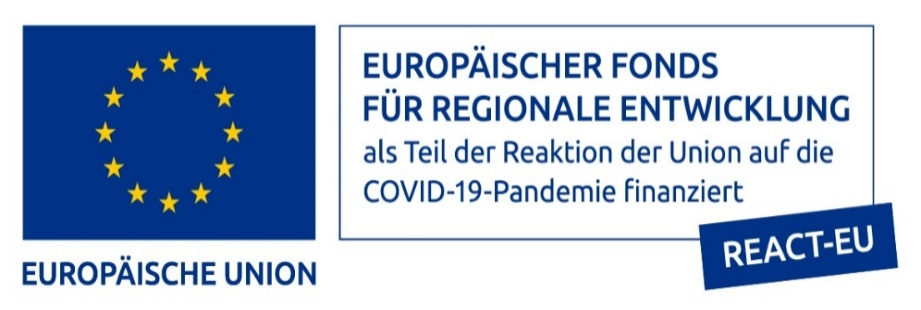 EUROPÄISCHER FONDS
FÜR REGIONALE ENTWICKLUNG
als Teil der Reaktion der Union auf die
COVID-19-Pandemie finanziert
REACT-EU
EUROPÄISCHE UNION